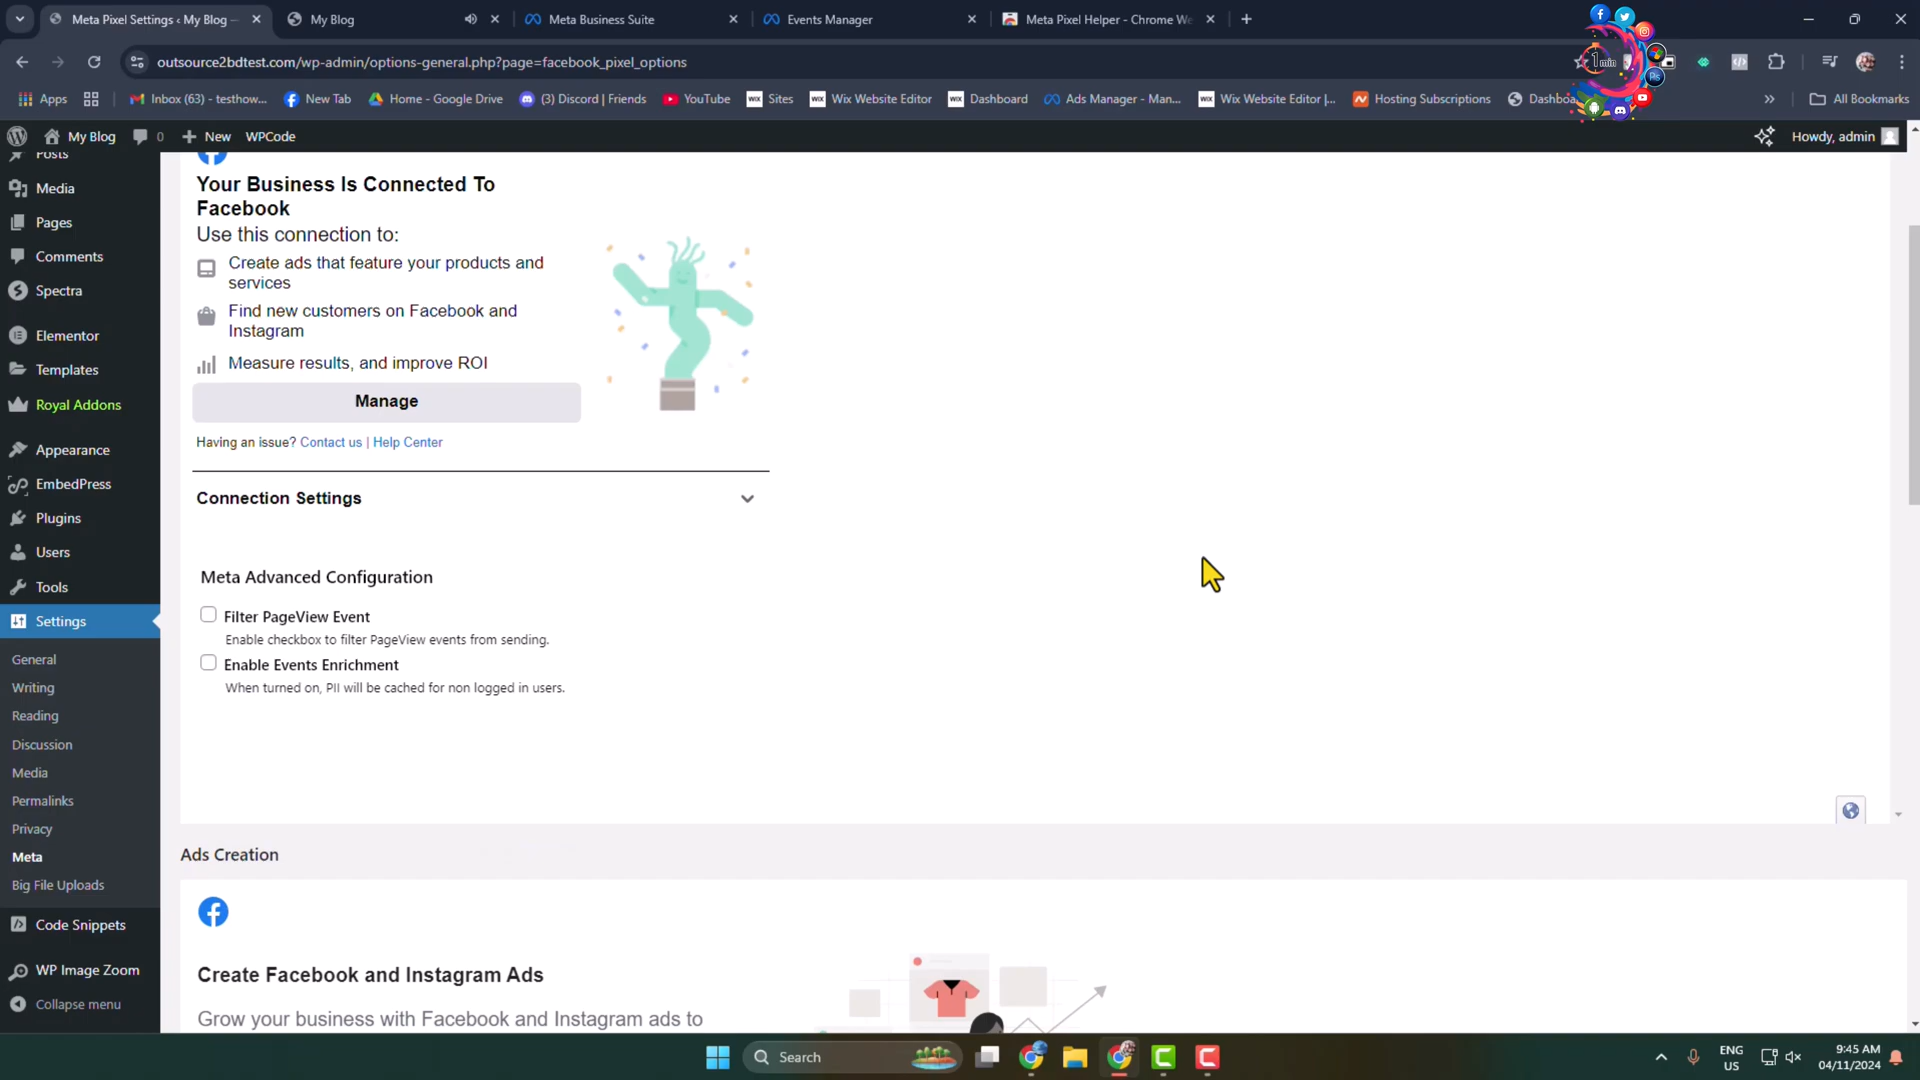 Meta Pixel Settings ‹ My Blog —
My Blog
Meta Business Suite
Events Manager
Meta Pixel Helper - Chrome We
outsource2bdtest.com/wp-admin/options-general.php?page=facebook_pixel_options
1min
Ps
Apps
Inbox (63) - testhow...
New Tab
Home - Google Drive
(3) Discord | Friends
YouTube
WIX Sites
WIX Wix Website Editor
WIX Dashboard
Ads Manager - Man...
WIX Wix Website Editor |...
Hosting Subscriptions
All Bookmarks
My Blog
0
New
WPCode
Howdy, admin
Posts
Media
Pages
Comments
Spectra
Elementor
Templates
Royal Addons
Appearance
EmbedPress
Plugins
Users
Tools
Settings
General
Writing
Reading
Discussion
Media
Permalinks
Privacy
Meta
Big File Uploads
Code Snippets
WP Image Zoom
Collapse menu
Your Business Is Connected To
Facebook
Use this connection to:
Create ads that feature your products and
services
Find new customers on Facebook and
Instagram
Measure results, and improve ROI
Manage
Having an issue? Contact us | Help Center
Connection Settings
Meta Advanced Configuration
Filter PageView Event
Enable checkbox to filter PageView events from sending.
Enable Events Enrichment
When turned on, PII will be cached for non logged in users.
Ads Creation
Create Facebook and Instagram Ads
Grow your business with Facebook and Instagram ads to
Search
ENG
US
9:45 AM
04/11/2024